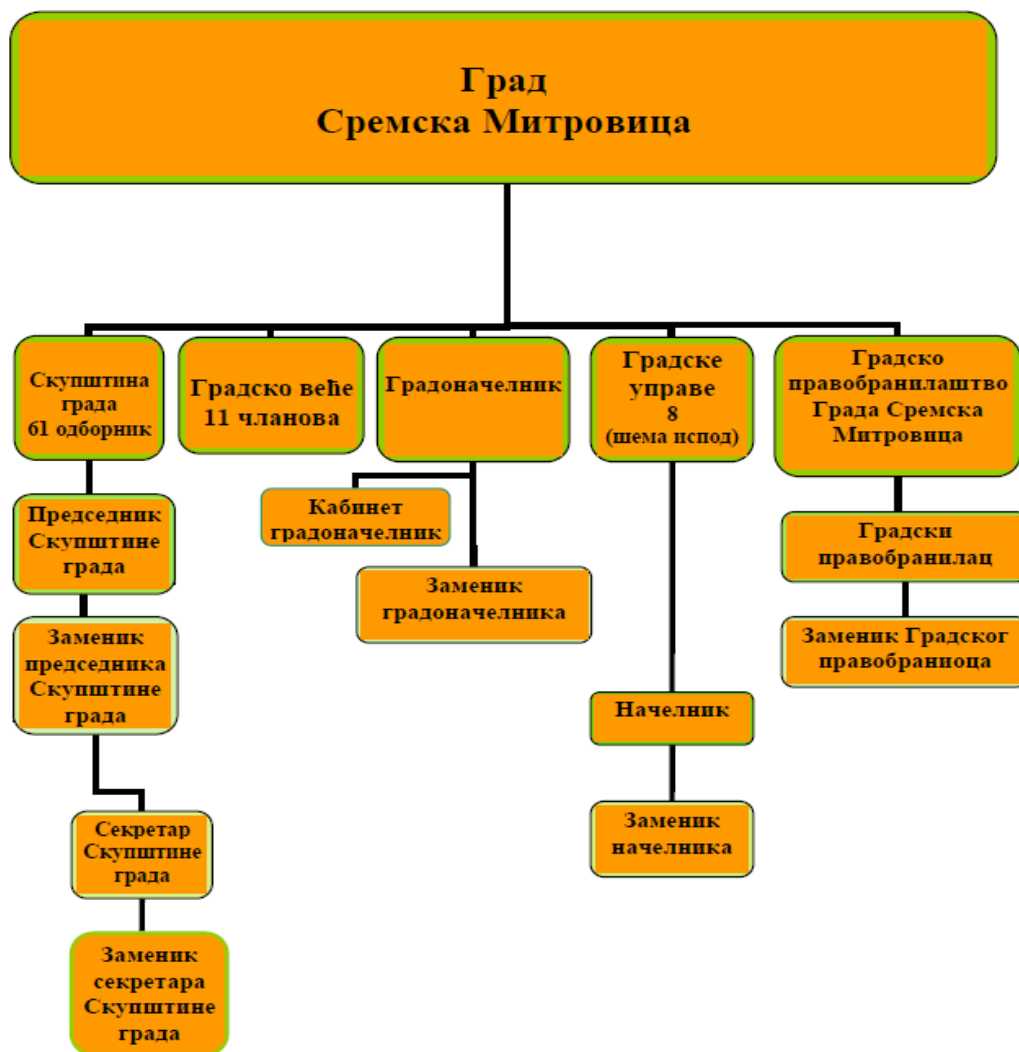 Град
Сремска Митровица
Скупштина
града
61 одборник
Градско веће
11 чланова
Градоначелник
Градске
управе
8
(шема испод)
Градско
правобранилаштво
Града Сремска
Митровица
Председник
Скупштине
града
Кабинет
градоначелник
Градски
правобранилац
Заменик
градоначелника
Заменик
председника
Скупштине
града
Заменик Градског
правобраниоца
Начелник
Секретар
Скупштине
града
Заменик
начелника
Заменик
секретара
Скупштине
града